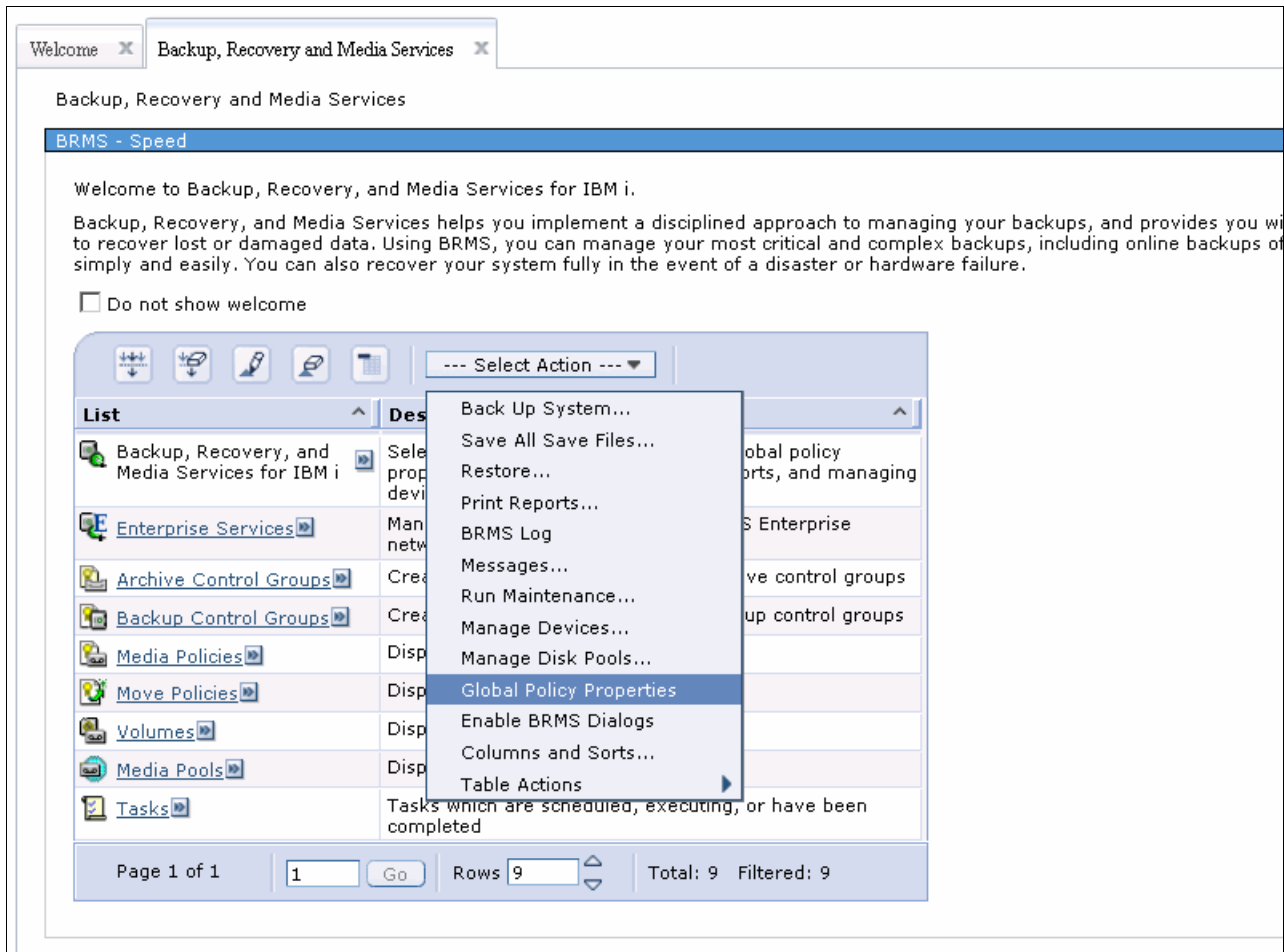 Welcome
Backup, Recovery and Media Services
Backup, Recovery and Media Services
BRMS - Speed
Welcome to Backup, Recovery, and Media Services for IBM i.
Backup, Recovery, and Media Services helps you implement a disciplined approach to managing your backups, and provides you wi
to recover lost or damaged data. Using BRMS, you can manage your most critical and complex backups, including online backups of
simply and easily. You can also recover your system fully in the event of a disaster or hardware failure.
Do not show welcome
--- Select Action ---
List
Des
Back Up System...
Save All Save Files...
Restore...
Print Reports...
BRMS Log
Messages...
Run Maintenance...
Manage Devices...
Manage Disk Pools...
Global Policy Properties
Enable BRMS Dialogs
Columns and Sorts...
Table Actions
Backup, Recovery, and
Media Services for IBM i
Sele
obal policy
prop
orts, and managing
devi
Enterprise Services
Man
S Enterprise
netw
Archive Control Groups
Crea
ve control groups
Backup Control Groups
Crea
up control groups
Media Policies
Disp
Move Policies
Disp
Volumes
Disp
Media Pools
Disp
Tasks
Tasks which are scheduled, executing, or have been
completed
Page 1 of 1
1
Go
Rows
9
Total: 9 Filtered: 9